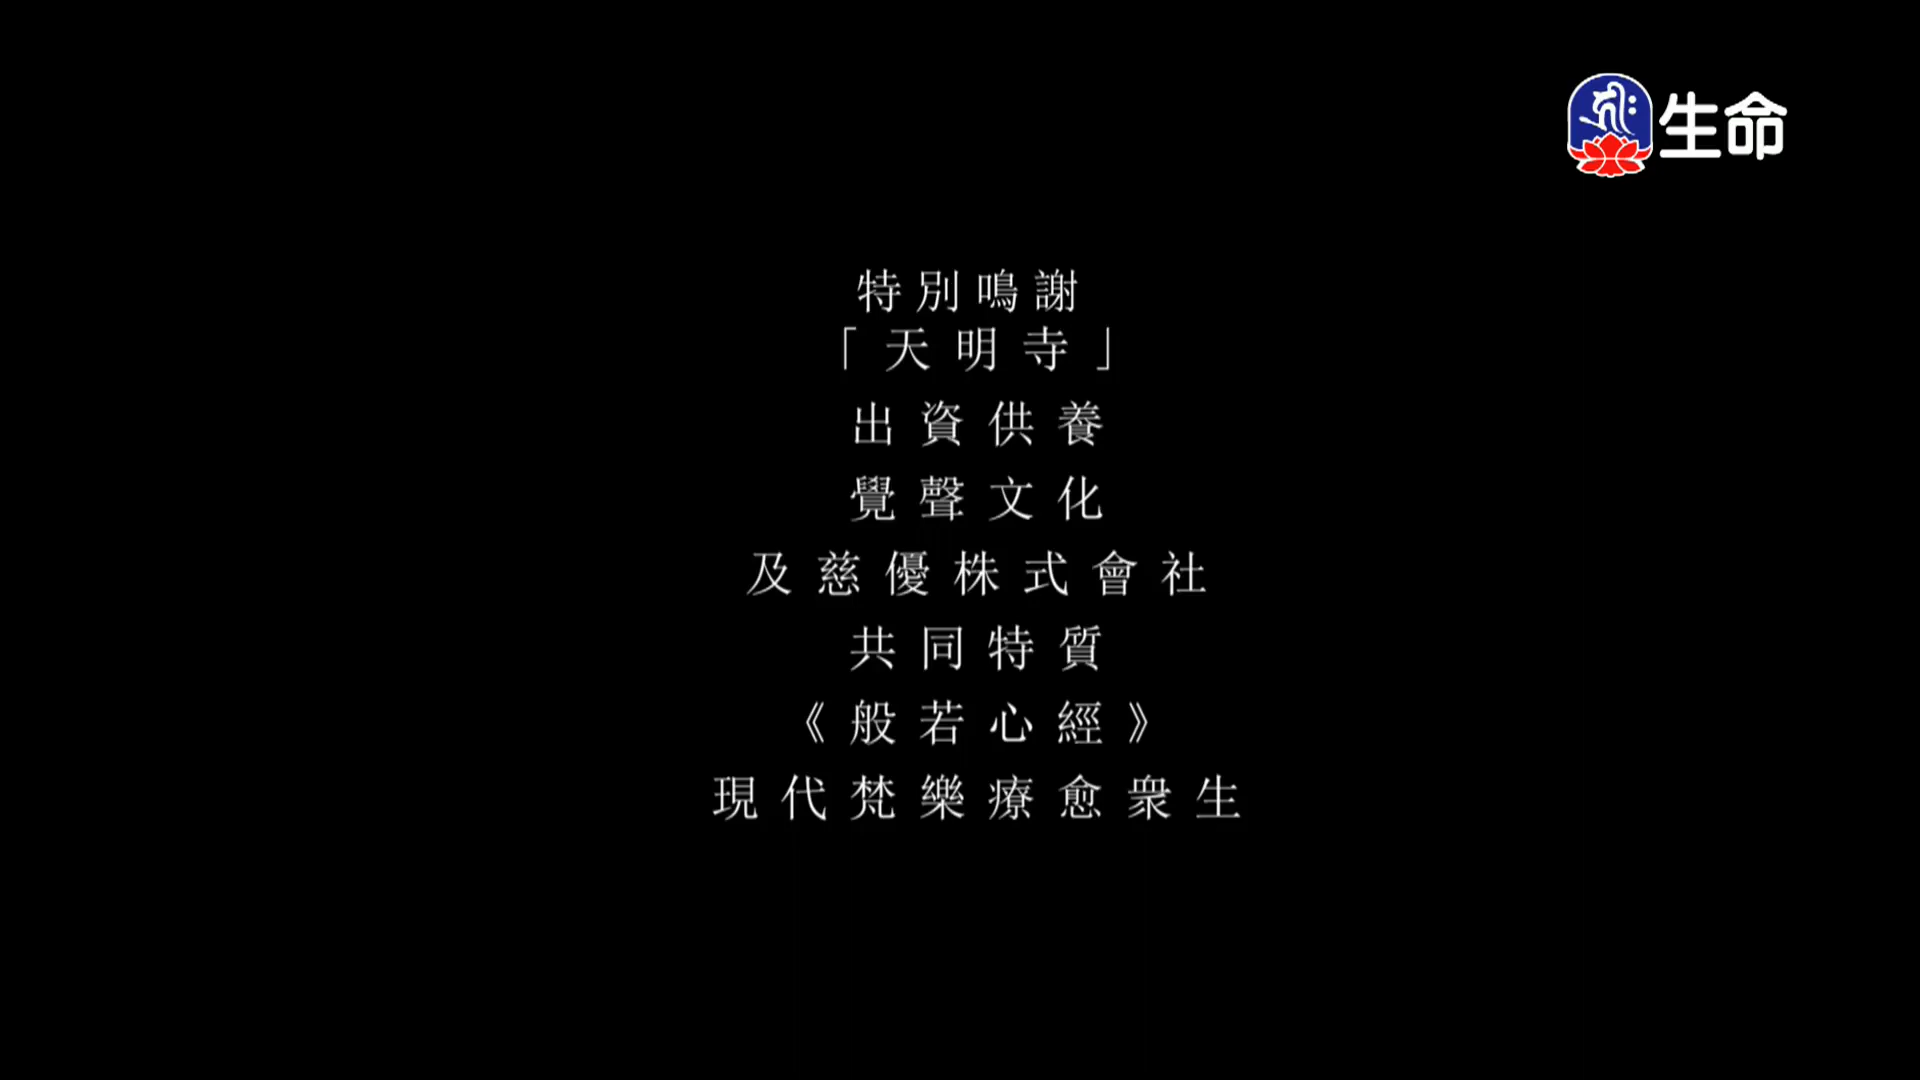 生命
特別鳴謝
「天明寺」
出資供養
覺聲文化
及慈優株式會社
共同特質
《般若心經》
現代梵樂療愈衆生